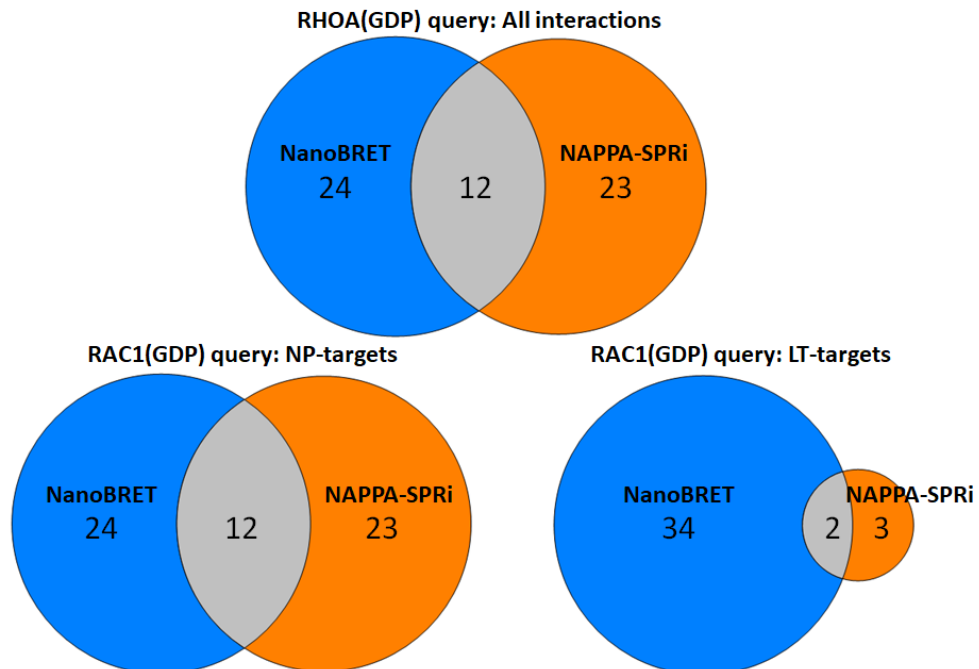 RHOA(GDP) query: All interactions
NanoBRET
NAPPA-SPRi
24
12
23
RAC1(GDP) query: NP-targets
RAC1(GDP) query: LT-targets
NanoBRET
NAPPA-SPRi
24
12
23
NanoBRET
NAPPA-SPRi
34
2
3